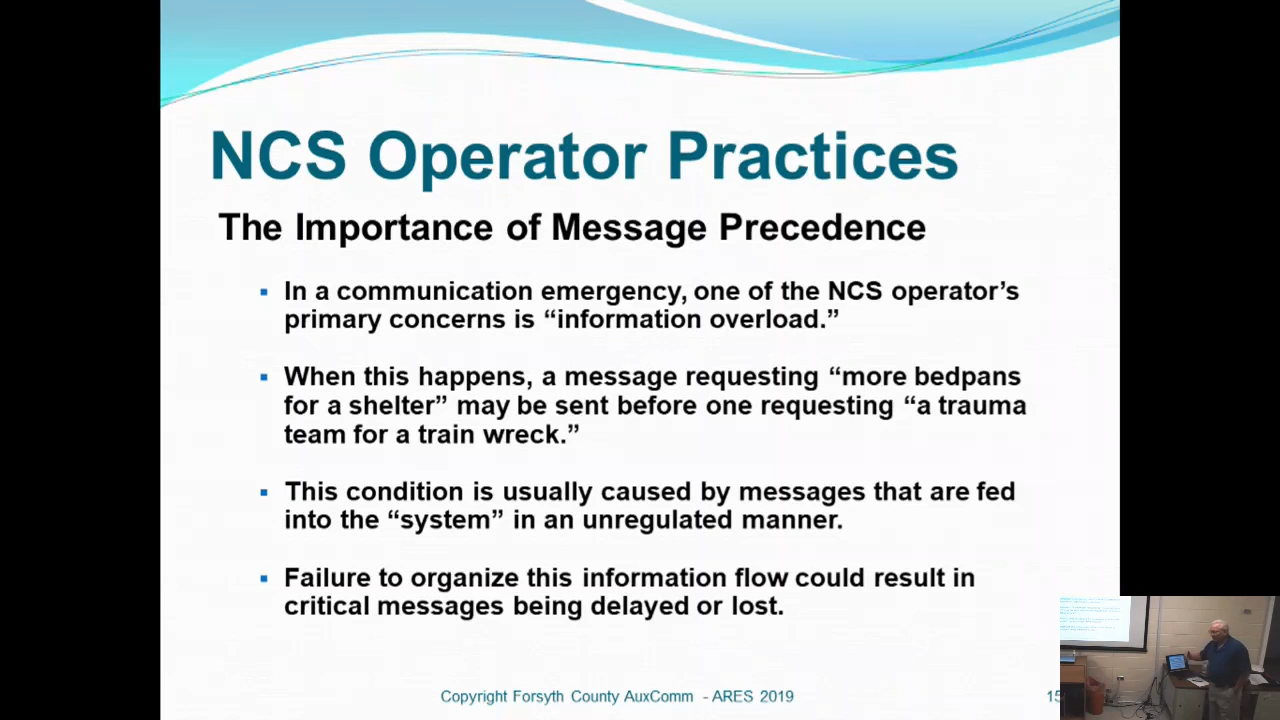 NCS Operator Practices
The Importance of Message Precedence
▪ In a communication emergency, one of the NCS operator’s
primary concerns is “information overload.”
▪ When this happens, a message requesting “more bedpans
for a shelter” may be sent before one requesting “a trauma
team for a train wreck.”
▪ This condition is usually caused by messages that are fed
into the “system” in an unregulated manner.
▪ Failure to organize this information flow could result in
critical messages being delayed or lost.
Copyright Forsyth County AuxComm - ARES 2019
15